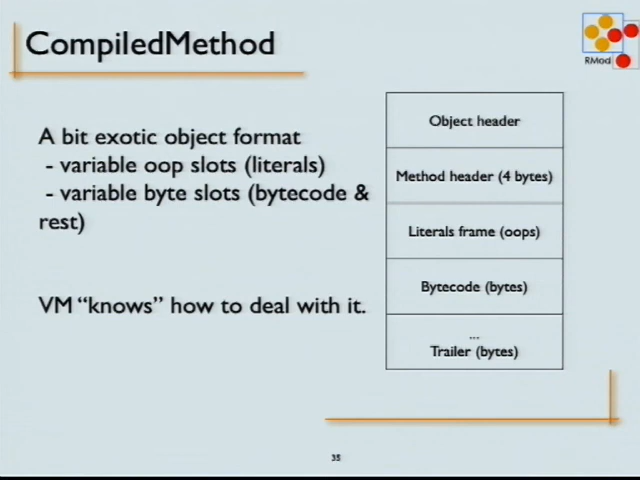 CompiledMethod
RMod
A bit exotic object format
- variable oop slots (literals)
- variable byte slots (bytecode &
rest)
VM “knows” how to deal with it.
Object header
Method header (4 bytes)
Literals frame (oops)
Bytecode (bytes)
...
Trailer (bytes)
35